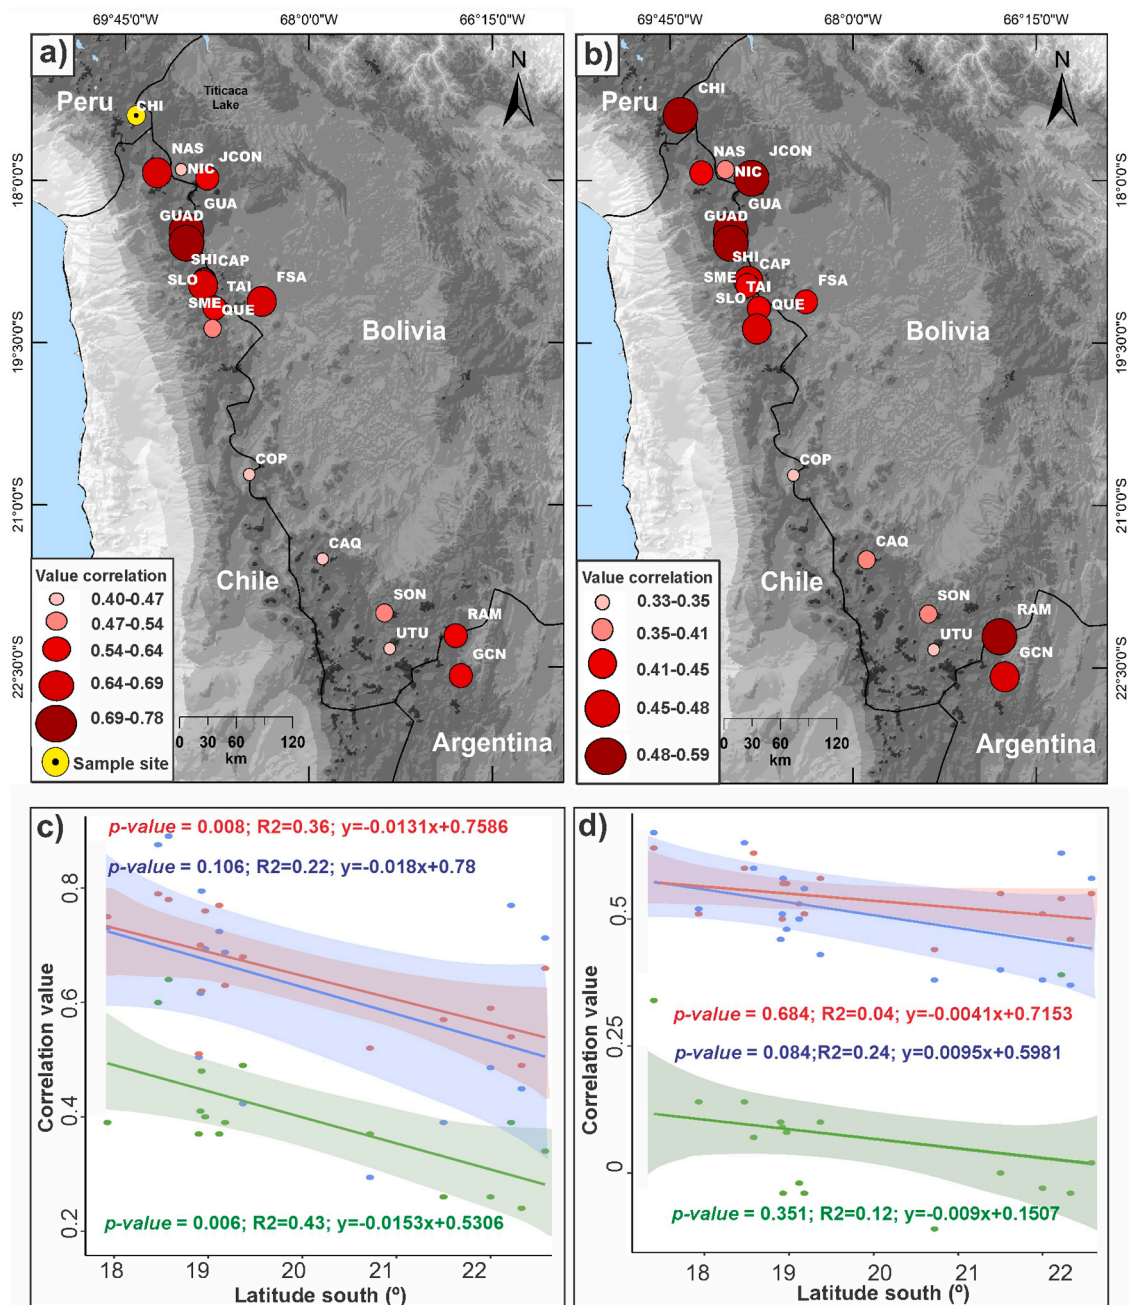 69°45'0"W
68°0'0"W
66°15'0"W
69°45'0"W
68°0'0"W
66°15'0"W
a)
N
Titicaca
Lake
Peru
CHI
NAS
JCON
NIC
18°0'0"S
GUA
GUAD
SHI
CAP
SLO
TAI
FSA
SME
QUE
Bolivia
19°30'0"S
COP
21°0'0"S
CAQ
Chile
SON
RAM
UTU
GCN
22°30'0"S
Argentina
Value correlation
0.40-0.47
0.47-0.54
0.54-0.64
0.64-0.69
0.69-0.78
Sample site
0 30 60 120
km
b)
N
Peru
CHI
NAS
JCON
NIC
18°0'0"S
GUA
GUAD
SHI
CAP
SME
TAI
FSA
SLO
QUE
Bolivia
19°30'0"S
COP
21°0'0"S
CAQ
Chile
SON
RAM
UTU
GCN
22°30'0"S
Argentina
Value correlation
0.33-0.35
0.35-0.41
0.41-0.45
0.45-0.48
0.48-0.59
0 30 60 120
km
c)
p-value = 0.008; R2=0.36; y=-0.0131x+0.7586
p-value = 0.106; R2=0.22; y=-0.018x+0.78
p-value = 0.006; R2=0.43; y=-0.0153x+0.5306
Correlation value
0.8
0.6
0.4
0.2
18 19 20 21 22
Latitude south (º)
d)
p-value = 0.684; R2=0.04; y=-0.0041x+0.7153
p-value = 0.084;R2=0.24; y=0.0095x+0.5981
p-value = 0.351; R2=0.12; y=-0.009x+0.1507
Correlation value
0.5
0.25
0
18 19 20 21 22
Latitude south (º)